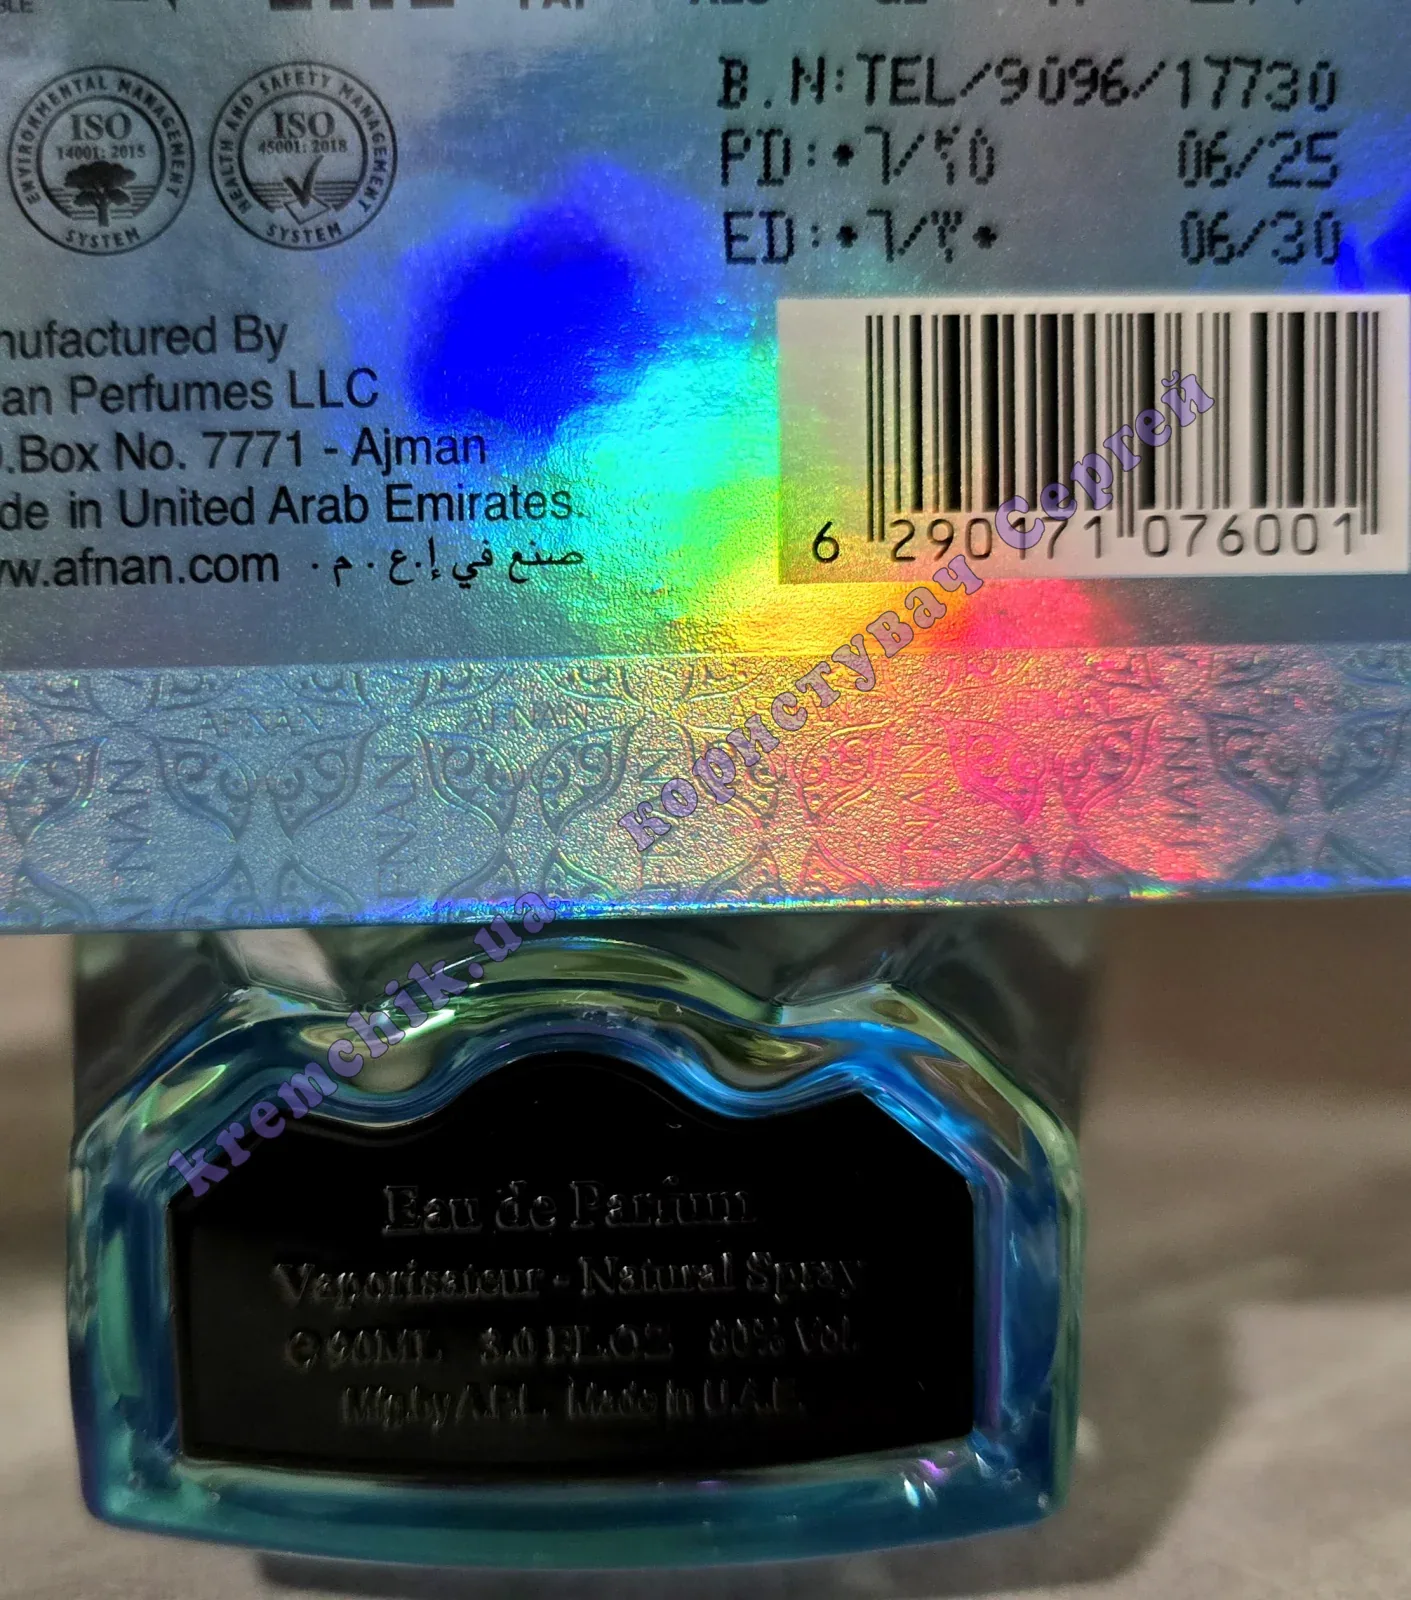 ENVIRONMENTAL MANAGEMENT SYSTEM
ISO
14001: 2015
HEALTH AND SAFETY MANAGEMENT SYSTEM
ISO
45001: 2018
B.N:TEL/9096/17730
PD:٠٦/٢٥ 06/25
ED:٠٦/٣٠ 06/30
nufactured By
an Perfumes LLC
.Box No. 7771 - Ajman
de in United Arab Emirates.
w.afnan.com صنع في إ.ع.م.
6 290171 076001
AFNAN AFNAN
Eau de Parfum
Vaporisateur - Natural Spray
℮ 90ML 3.0 FL.OZ 80% Vol.
Mfg.by A.P.L. Made in U.A.E.
kremchik.ua користувач Сергей